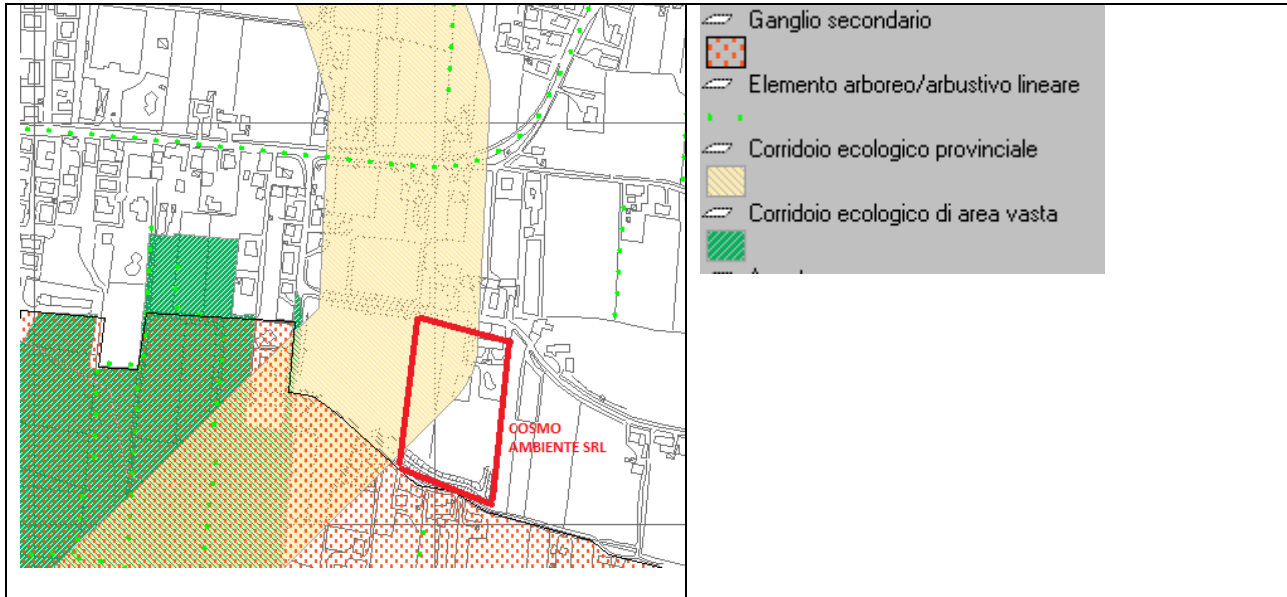 COSMO
AMBIENTE SRL
Ganglio secondario
Elemento arboreo/arbustivo lineare
Corridoio ecologico provinciale
Corridoio ecologico di area vasta